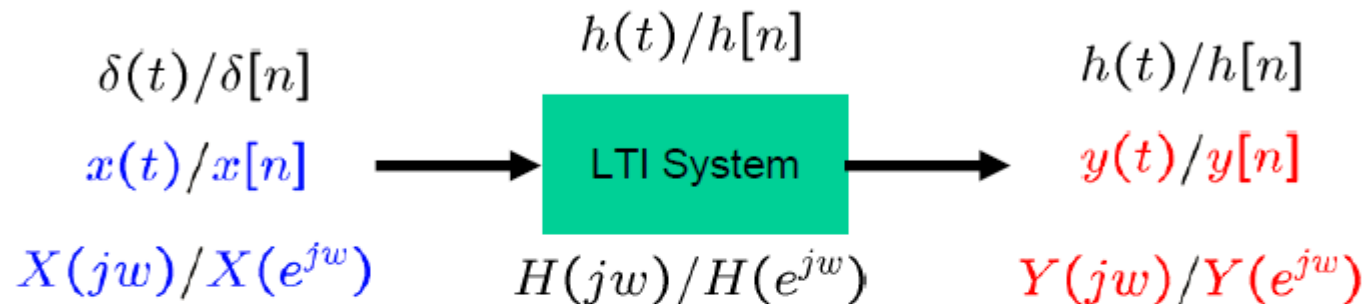 δ(t)/δ[n]
x(t)/x[n]
X(jw)/X(e^{jw})
h(t)/h[n]
LTI System
H(jw)/H(e^{jw})
h(t)/h[n]
y(t)/y[n]
Y(jw)/Y(e^{jw})